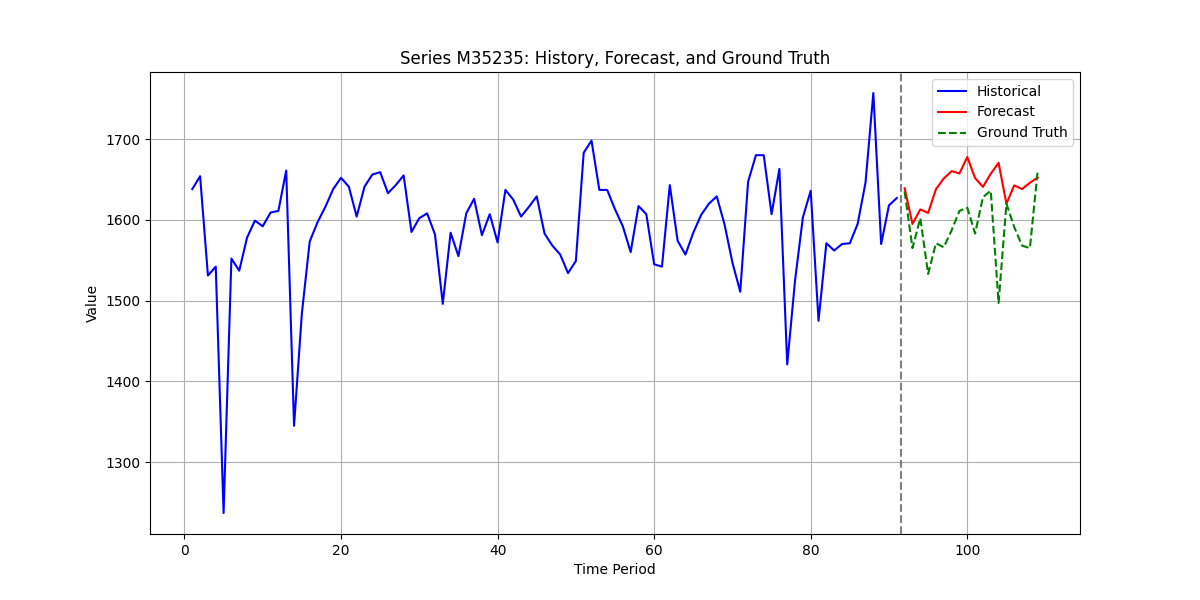 Series M35235: History, Forecast, and Ground Truth
Historical
Forecast
Ground Truth
Value
1700
1600
1500
1400
1300
0 20 40 60 80 100
Time Period